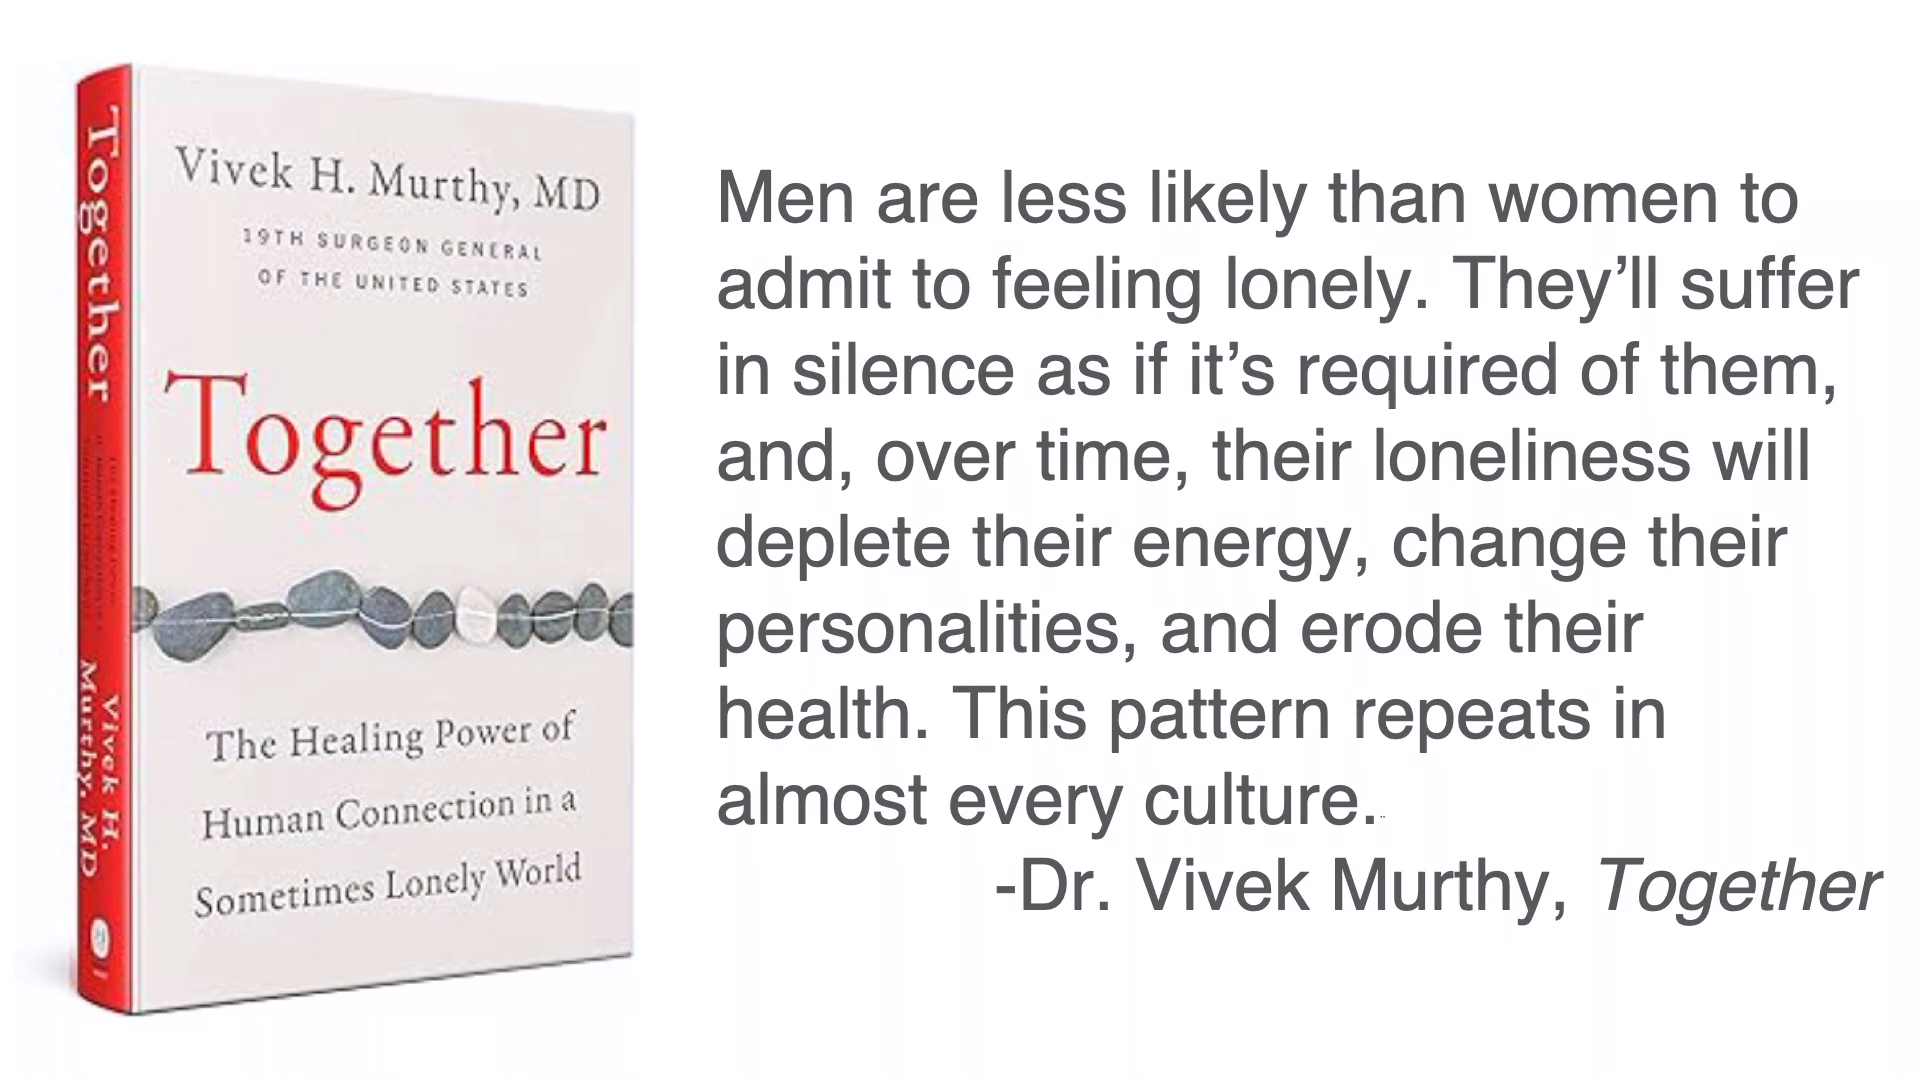 Together
Vivek H.
Murthy, MD
Vivek H. Murthy, MD
19TH SURGEON GENERAL
OF THE UNITED STATES
Together
The Healing Power of
Human Connection in a
Sometimes Lonely World
Men are less likely than women to
admit to feeling lonely. They’ll suffer
in silence as if it’s required of them,
and, over time, their loneliness will
deplete their energy, change their
personalities, and erode their
health. This pattern repeats in
almost every culture.
-Dr. Vivek Murthy, Together